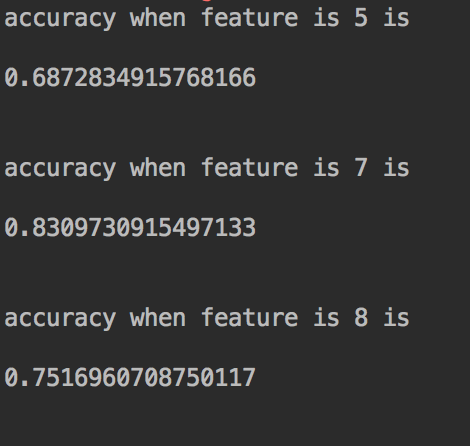 accuracy when feature is 5 is
0.6872834915768166
accuracy when feature is 7 is
0.8309730915497133
accuracy when feature is 8 is
0.7516960708750117